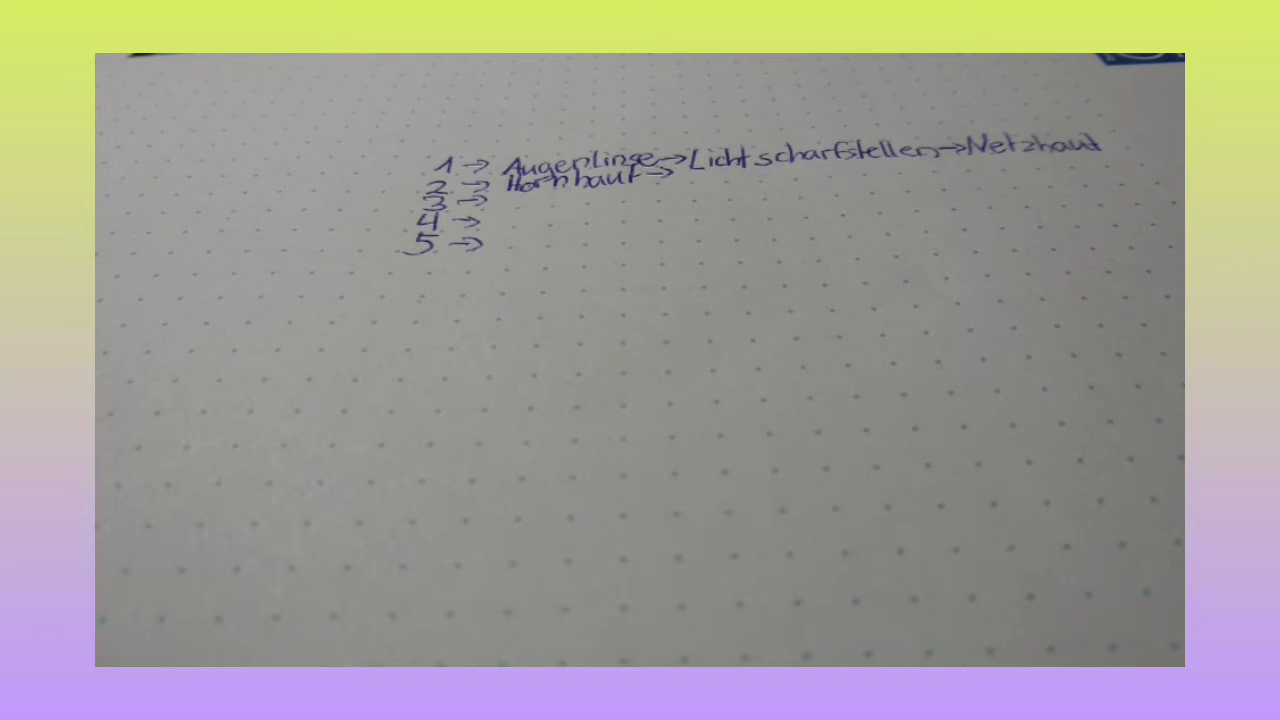 1 → Augenlinse → Licht scharfstellen → Netzhaut
2 → Hornhaut →
3 →
4 →
5 →